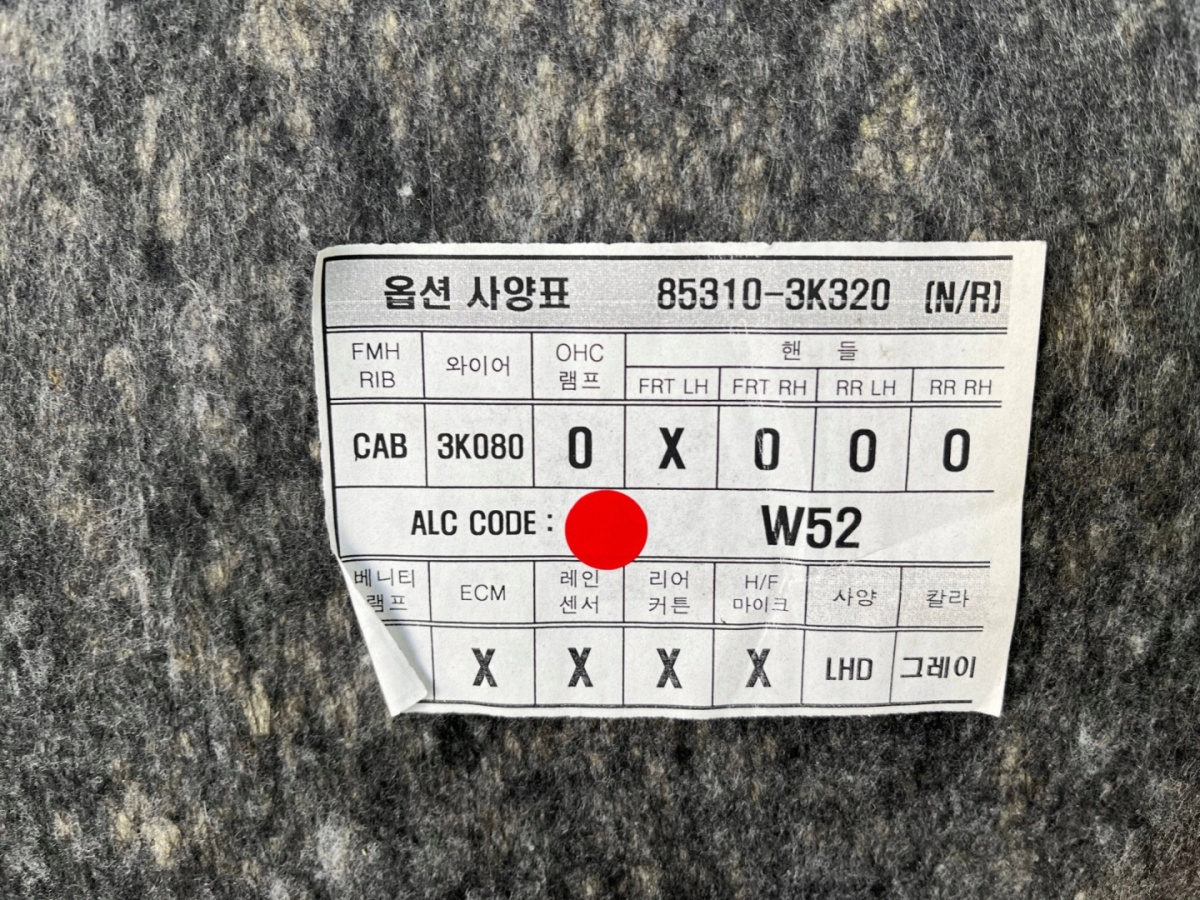 옵션 사양표 85310-3K320 (N/R)
FMH RIB 와이어 OHC 램프 핸 들
FRT LH FRT RH RR LH RR RH
CAB 3K080 O X O O O
ALC CODE : W52
베니티 램프 ECM 레인 센서 리어 커튼 H/F 마이크 사양 칼라
X X X X LHD 그레이